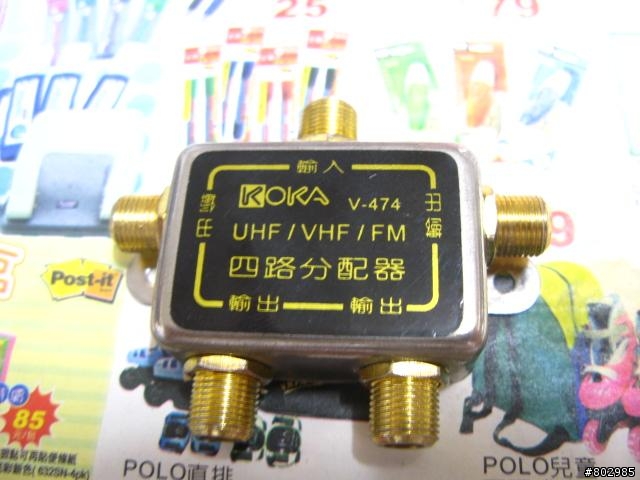 25 79
輸入
KOKA V-474
輸出 輸出
UHF/VHF/FM
四路分配器
輸出 輸出
9
Post-it
85
POLO直排
POLO兒童
#802985